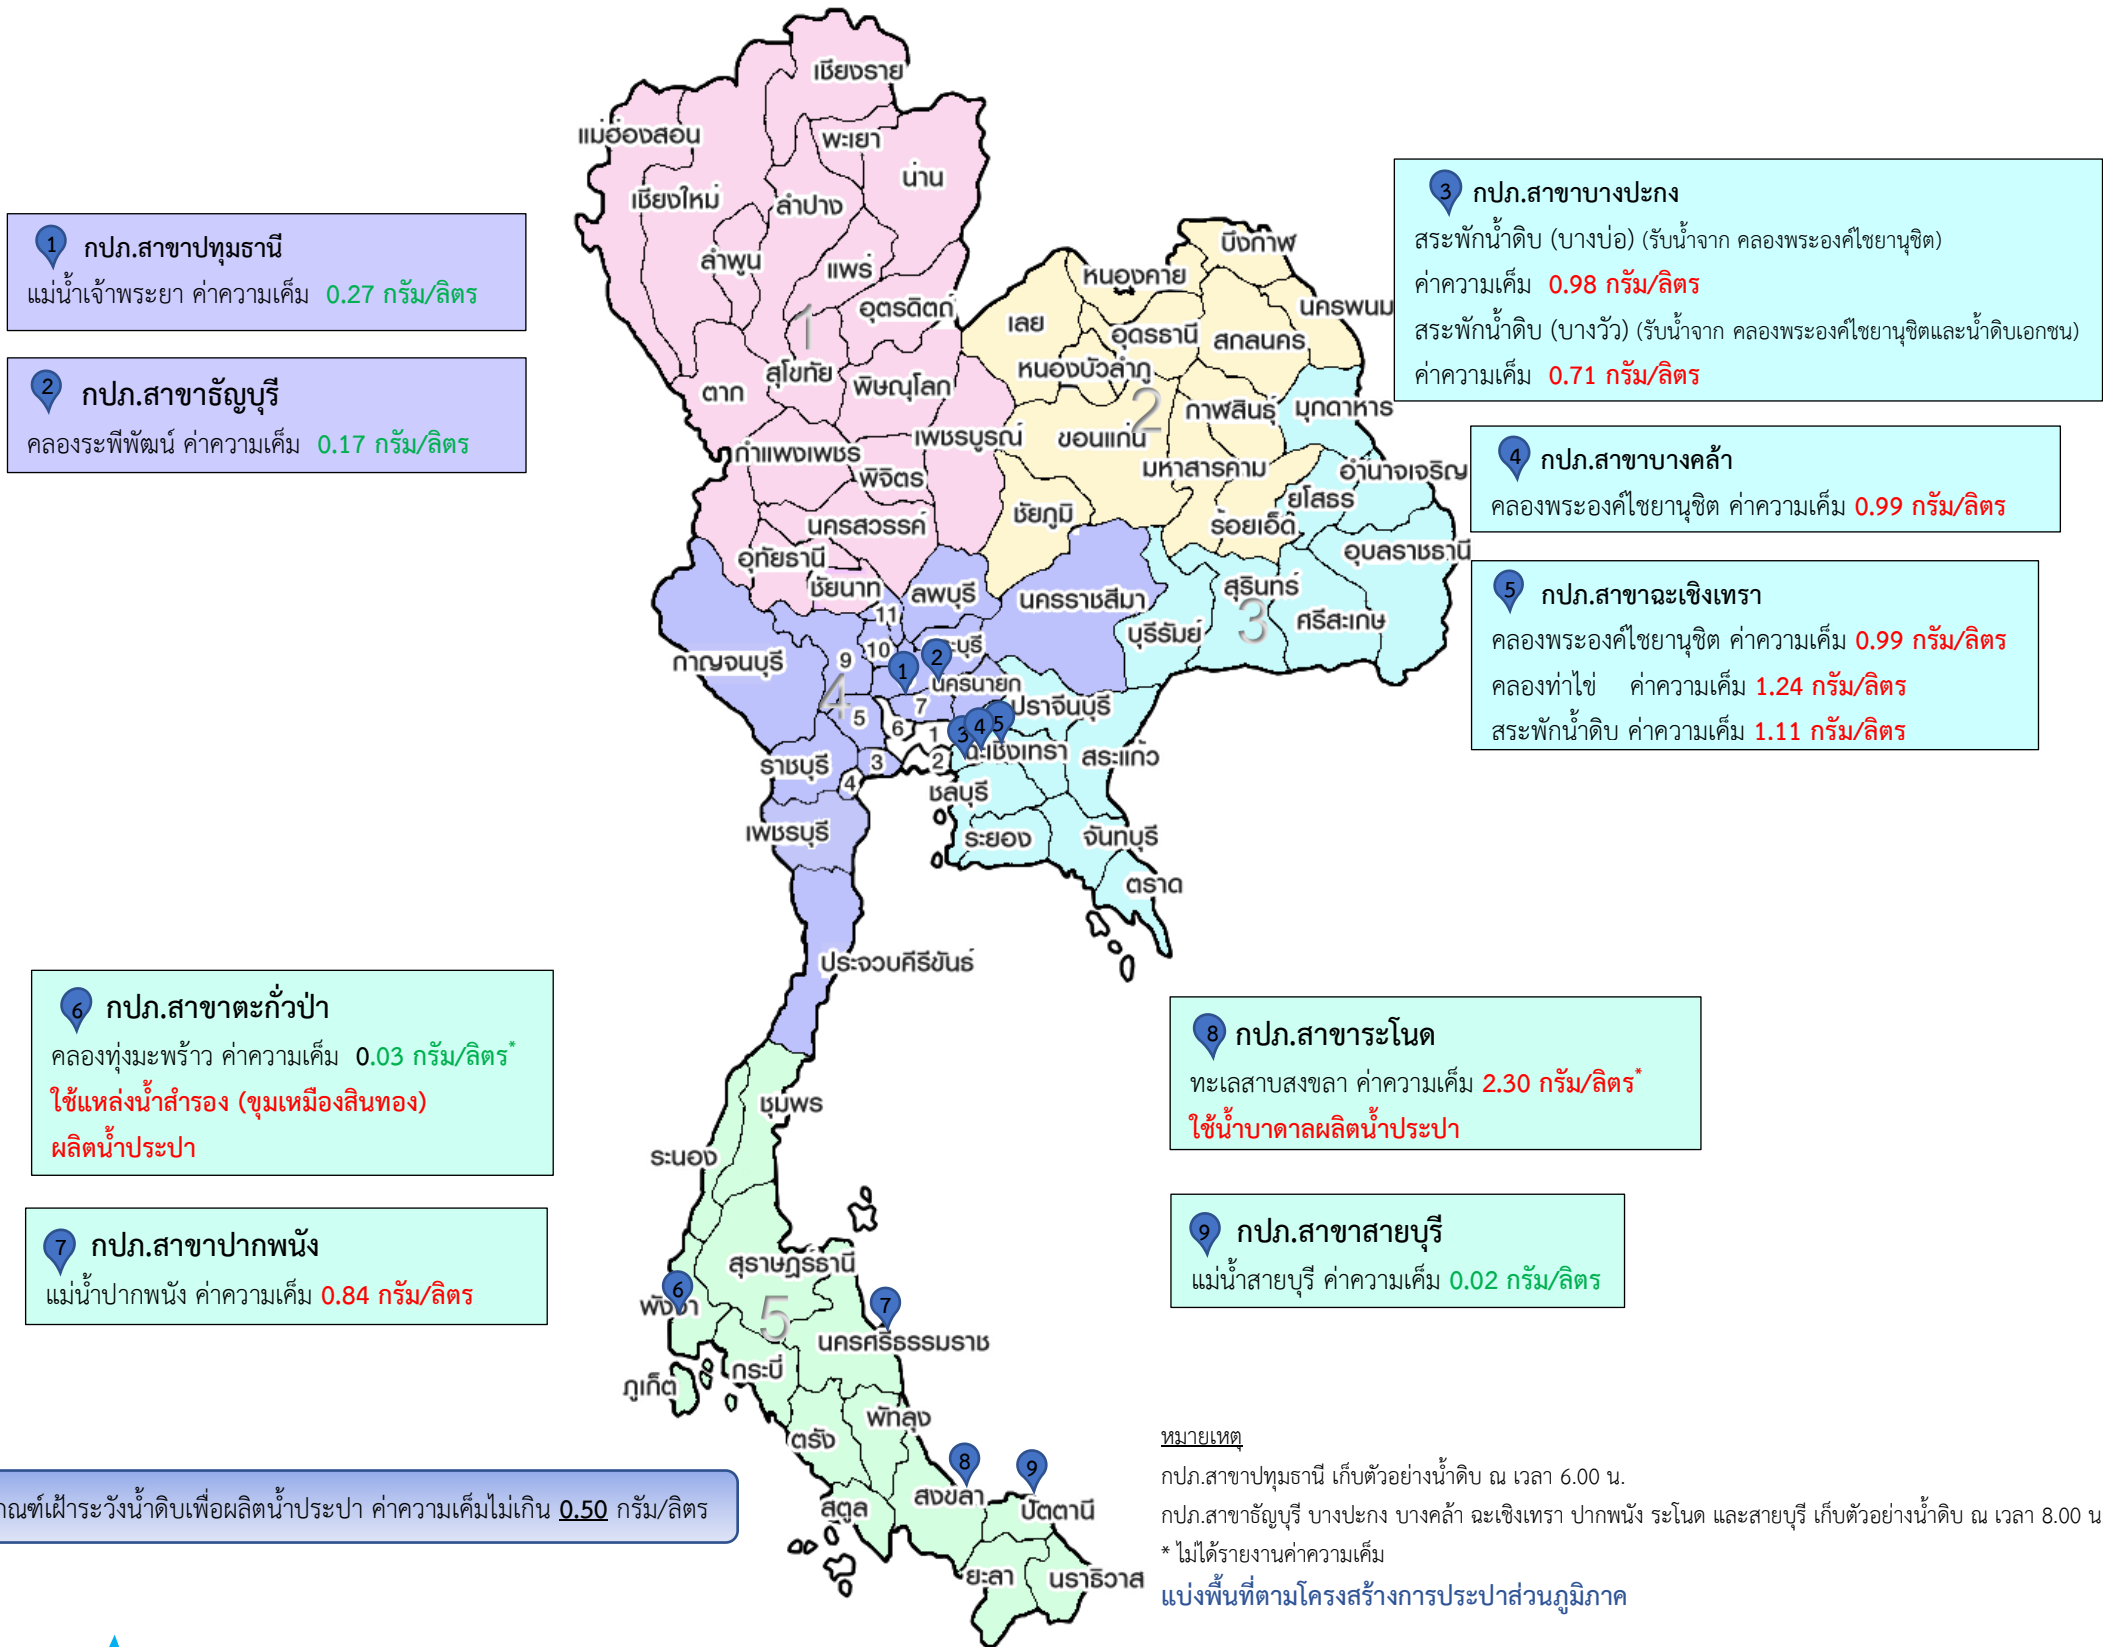 1 กปภ.สาขาปทุมธานี
แม่น้ำเจ้าพระยา ค่าความเค็ม 0.27 กรัม/ลิตร
2 กปภ.สาขาธัญบุรี
คลองระพีพัฒน์ ค่าความเค็ม 0.17 กรัม/ลิตร
3 กปภ.สาขาบางปะกง
สระพักน้ำดิบ (บางบ่อ) (รับน้ำจาก คลองพระองค์ไชยานุชิต)
ค่าความเค็ม 0.98 กรัม/ลิตร
สระพักน้ำดิบ (บางวัว) (รับน้ำจาก คลองพระองค์ไชยานุชิตและน้ำดิบเอกชน)
ค่าความเค็ม 0.71 กรัม/ลิตร
4 กปภ.สาขาบางคล้า
คลองพระองค์ไชยานุชิต ค่าความเค็ม 0.99 กรัม/ลิตร
5 กปภ.สาขาฉะเชิงเทรา
คลองพระองค์ไชยานุชิต ค่าความเค็ม 0.99 กรัม/ลิตร
คลองท่าไข่ ค่าความเค็ม 1.24 กรัม/ลิตร
สระพักน้ำดิบ ค่าความเค็ม 1.11 กรัม/ลิตร
เชียงราย
แม่ฮ่องสอน
พะเยา
น่าน
เชียงใหม่
ลำปาง
ลำพูน
แพร่
อุตรดิตถ์
1
สุโขทัย
ตาก
พิษณุโลก
เพชรบูรณ์
กำแพงเพชร
พิจิตร
นครสวรรค์
อุทัยธานี
ชัยนาท
บึงกาฬ
หนองคาย
นครพนม
เลย
อุดรธานี
สกลนคร
หนองบัวลำภู
2
กาฬสินธุ์
มุกดาหาร
ขอนแก่น
มหาสารคาม
อำนาจเจริญ
ยโสธร
ชัยภูมิ
ร้อยเอ็ด
อุบลราชธานี
ลพบุรี
นครราชสีมา
สุรินทร์
3
ศรีสะเกษ
บุรีรัมย์
11
10
9
กาญจนบุรี
4
1
2
ะบุรี
นครนายก
7
ปราจีนบุรี
5
6
1
3
4
5
ฉะเชิงเทรา
สระแก้ว
ราชบุรี
3
2
4
ชลบุรี
เพชรบุรี
ระยอง
จันทบุรี
ตราด
ประจวบคีรีขันธ์
6 กปภ.สาขาตะกั่วป่า
คลองทุ่งมะพร้าว ค่าความเค็ม 0.03 กรัม/ลิตร*
ใช้แหล่งน้ำสำรอง (ขุมเหมืองสินทอง)
ผลิตน้ำประปา
7 กปภ.สาขาปากพนัง
แม่น้ำปากพนัง ค่าความเค็ม 0.84 กรัม/ลิตร
8 กปภ.สาขาระโนด
ทะเลสาบสงขลา ค่าความเค็ม 2.30 กรัม/ลิตร*
ใช้น้ำบาดาลผลิตน้ำประปา
9 กปภ.สาขาสายบุรี
แม่น้ำสายบุรี ค่าความเค็ม 0.02 กรัม/ลิตร
ชุมพร
ระนอง
สุราษฎร์ธานี
6
พังงา
5
7
นครศรีธรรมราช
กระบี่
ภูเก็ต
พัทลุง
ตรัง
8
9
สงขลา
ปัตตานี
สตูล
ยะลา
นราธิวาส
ณฑ์เฝ้าระวังน้ำดิบเพื่อผลิตน้ำประปา ค่าความเค็มไม่เกิน 0.50 กรัม/ลิตร
หมายเหตุ
กปภ.สาขาปทุมธานี เก็บตัวอย่างน้ำดิบ ณ เวลา 6.00 น.
กปภ.สาขาธัญบุรี บางปะกง บางคล้า ฉะเชิงเทรา ปากพนัง ระโนด และสายบุรี เก็บตัวอย่างน้ำดิบ ณ เวลา 8.00 น
* ไม่ได้รายงานค่าความเค็ม
แบ่งพื้นที่ตามโครงสร้างการประปาส่วนภูมิภาค